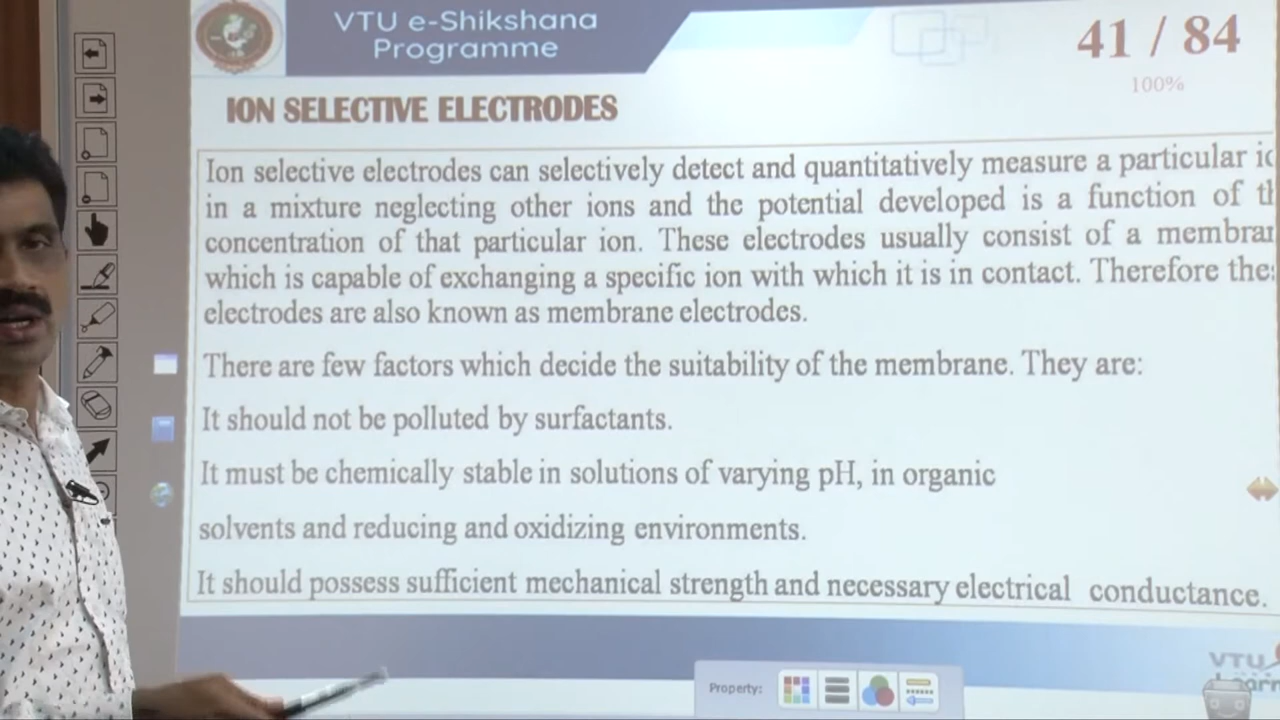 VTU e-Shikshana
Programme
41 / 84
100%
ION SELECTIVE ELECTRODES
Ion selective electrodes can selectively detect and quantitatively measure a particular
in a mixture neglecting other ions and the potential developed is a function of
concentration of that particular ion. These electrodes usually consist of a
which is capable of exchanging a specific ion with which it is in contact. Therefore
electrodes are also known as membrane electrodes.
There are few factors which decide the suitability of the membrane. They are:
It should not be polluted by surfactants.
It must be chemically stable in solutions of varying pH, in organic
solvents and reducing and oxidizing environments.
It should possess sufficient mechanical strength and necessary electrical conductance.
Property:
VTU